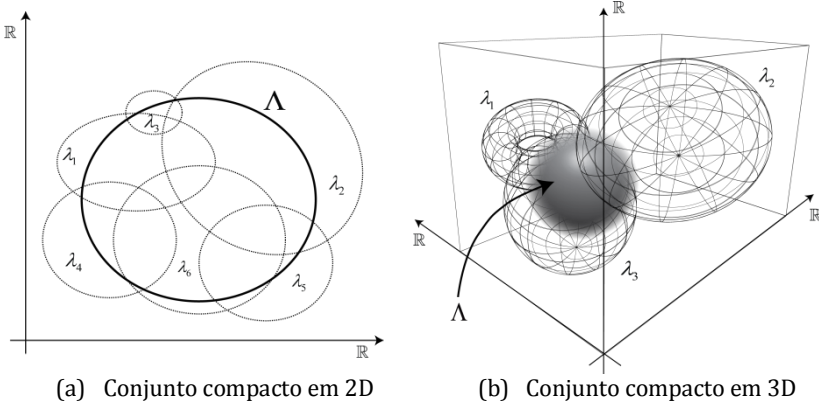 ℝ
Λ
λ₃
λ₁
λ₂
λ₄
λ₆
λ₅
ℝ
(a) Conjunto compacto em 2D
λ₁
λ₂
ℝ
ℝ
λ₃
Λ
(b) Conjunto compacto em 3D